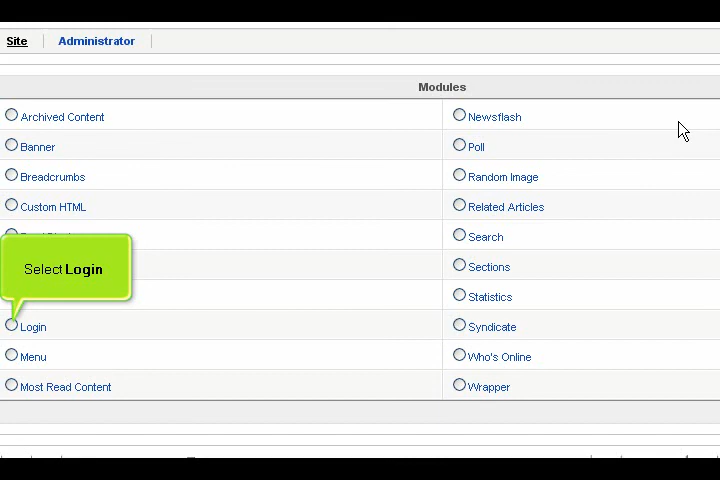 Site Administrator
Modules
Archived Content Newsflash
Banner Poll
Breadcrumbs Random Image
Custom HTML Related Articles
Search
Select Login
Sections
Statistics
Login Syndicate
Menu Who's Online
Most Read Content Wrapper